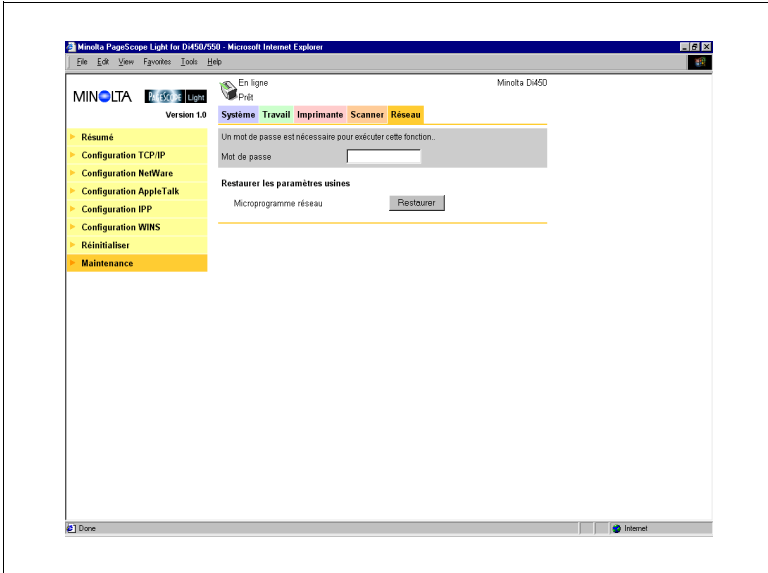 Minolta PageScope Light for Di450/550 - Microsoft Internet Explorer
File Edit View Favorites Tools Help
MINOLTA PAGESCOPE Light
Version 1.0
En ligne
Prêt
Minolta Di450
Système Travail Imprimante Scanner Réseau
Résumé
Configuration TCP/IP
Configuration NetWare
Configuration AppleTalk
Configuration IPP
Configuration WINS
Réinitialiser
Maintenance
Un mot de passe est nécessaire pour exécuter cette fonction..
Mot de passe
Restaurer les paramètres usines
Microprogramme réseau Restaurer
Done Internet